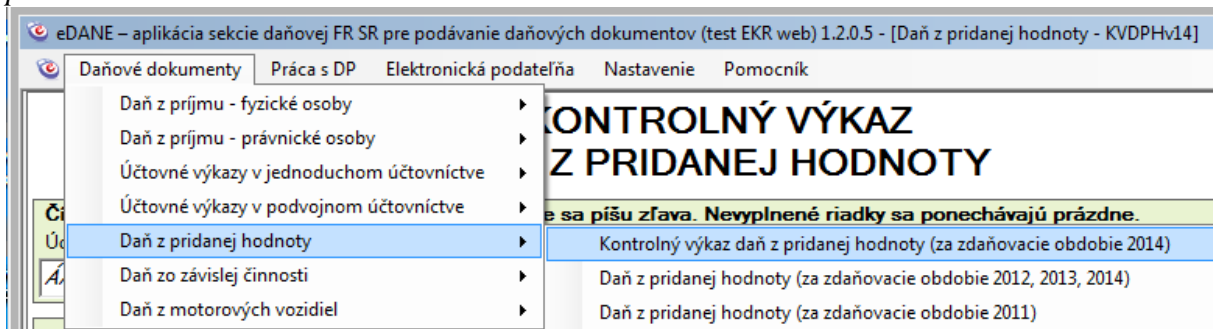 eDANE – aplikácia sekcie daňovej FR SR pre podávanie daňových dokumentov (test EKR web) 1.2.0.5 - [Daň z pridanej hodnoty - KVDPHv14]
Daňové dokumenty Práca s DP Elektronická podateľňa Nastavenie Pomocník
KONTROLNÝ VÝKAZ
Z PRIDANEJ HODNOTY
Daň z príjmu - fyzické osoby
Daň z príjmu - právnické osoby
Účtovné výkazy v jednoduchom účtovníctve
Účtovné výkazy v podvojnom účtovníctve
Daň z pridanej hodnoty
Daň zo závislej činnosti
Daň z motorových vozidiel
e sa píšu zľava. Nevyplnené riadky sa ponechávajú prázdne.
Kontrolný výkaz daň z pridanej hodnoty (za zdaňovacie obdobie 2014)
Daň z pridanej hodnoty (za zdaňovacie obdobie 2012, 2013, 2014)
Daň z pridanej hodnoty (za zdaňovacie obdobie 2011)